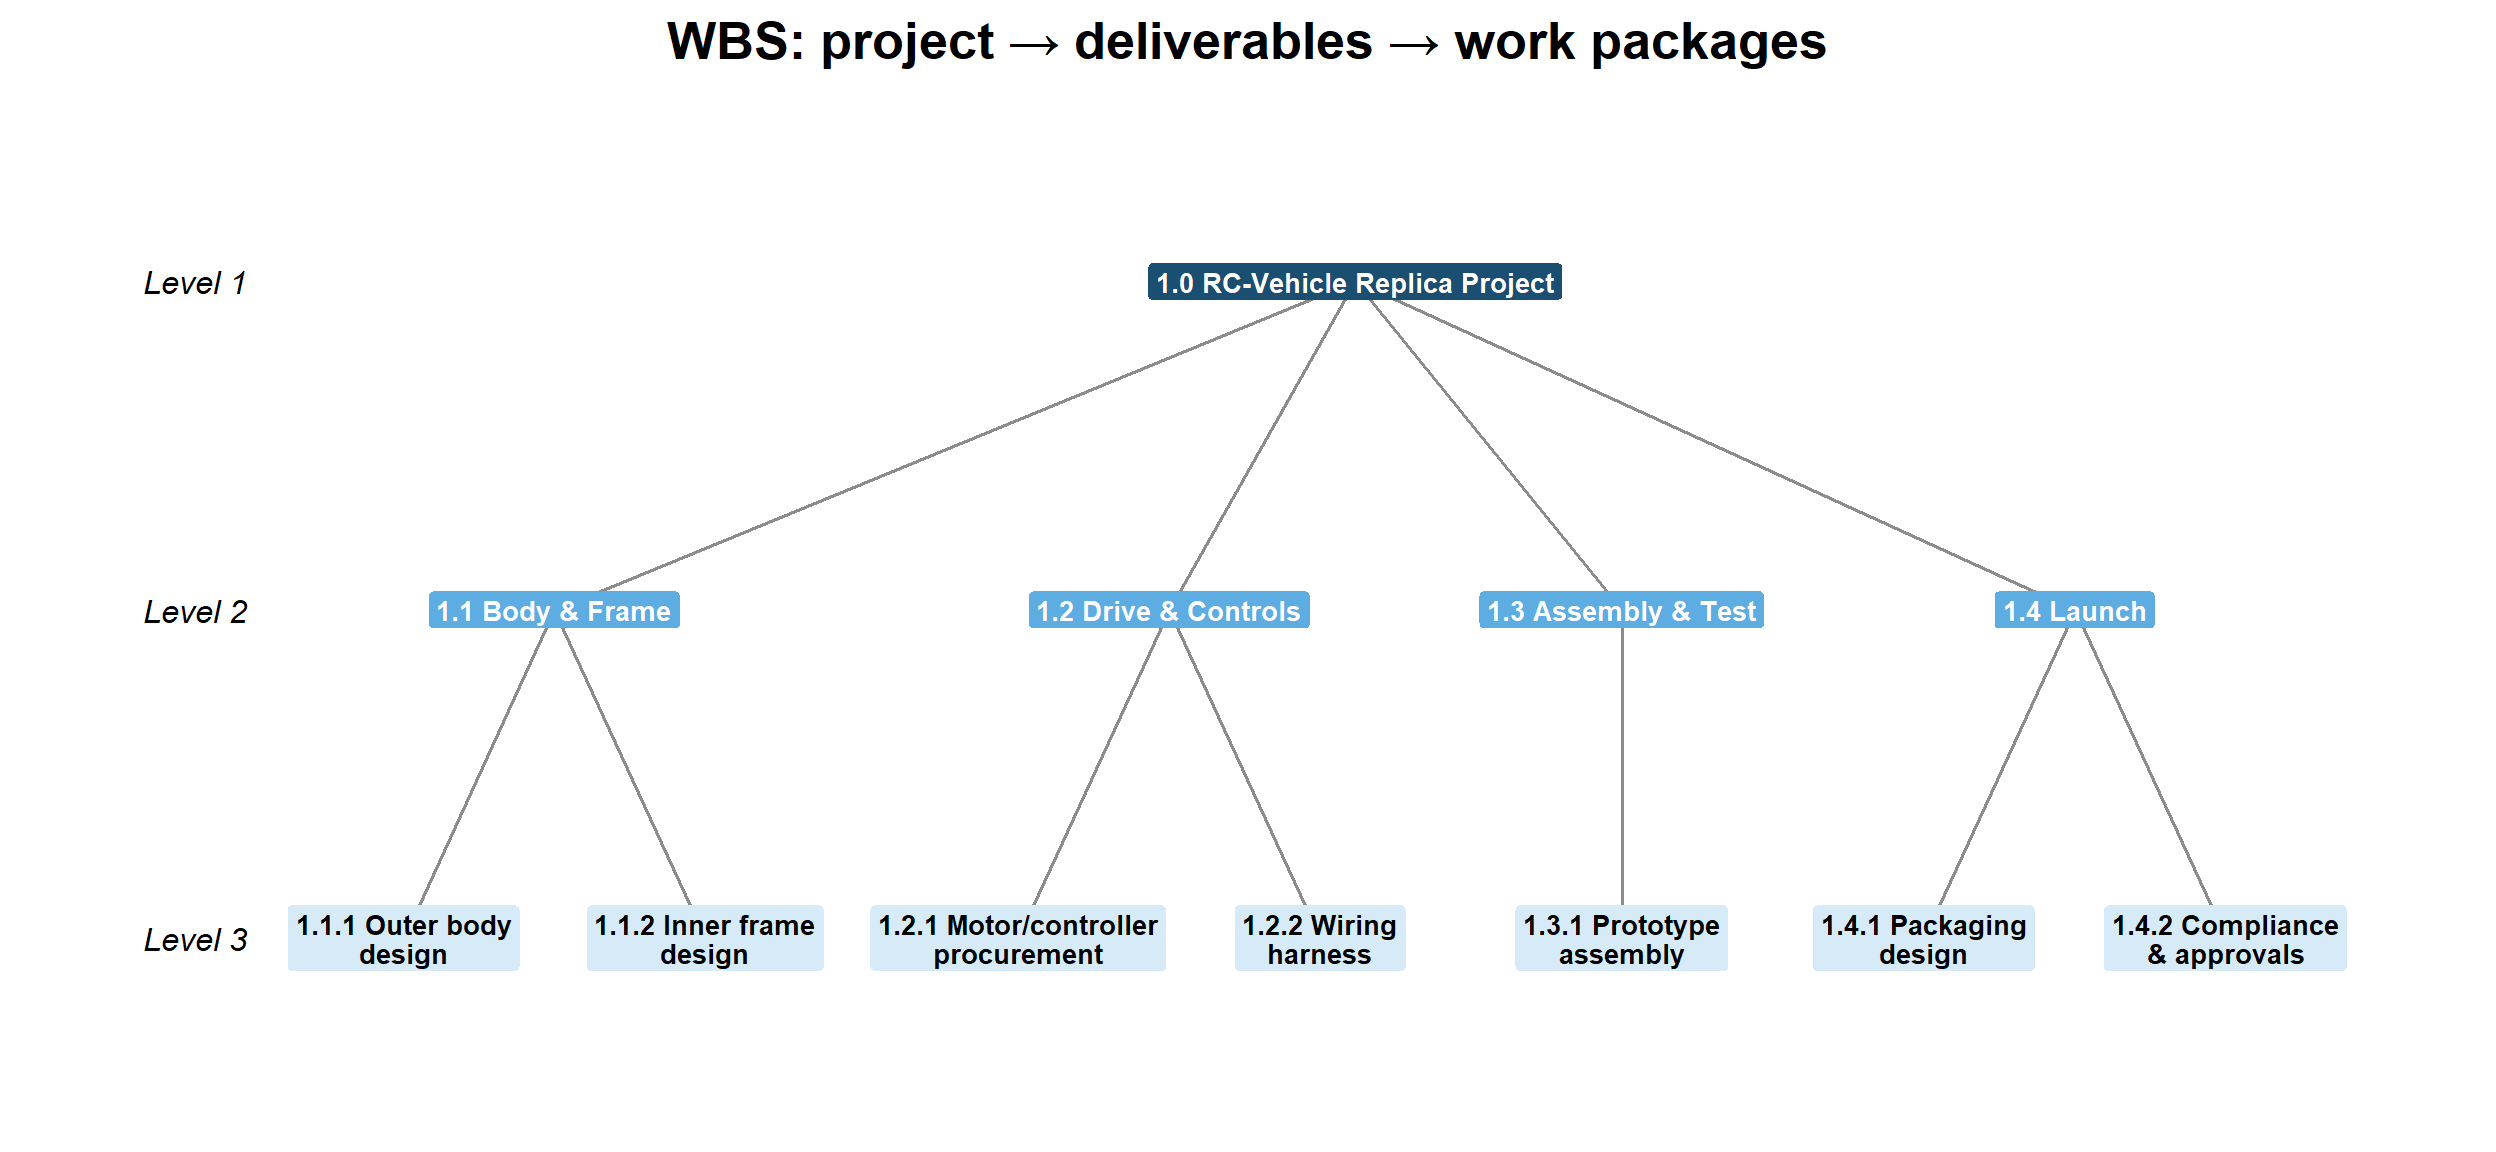 WBS: project → deliverables → work packages
Level 1
1.0 RC-Vehicle Replica Project
Level 2
1.1 Body & Frame
1.2 Drive & Controls
1.3 Assembly & Test
1.4 Launch
Level 3
1.1.1 Outer body
design
1.1.2 Inner frame
design
1.2.1 Motor/controller
procurement
1.2.2 Wiring
harness
1.3.1 Prototype
assembly
1.4.1 Packaging
design
1.4.2 Compliance
& approvals